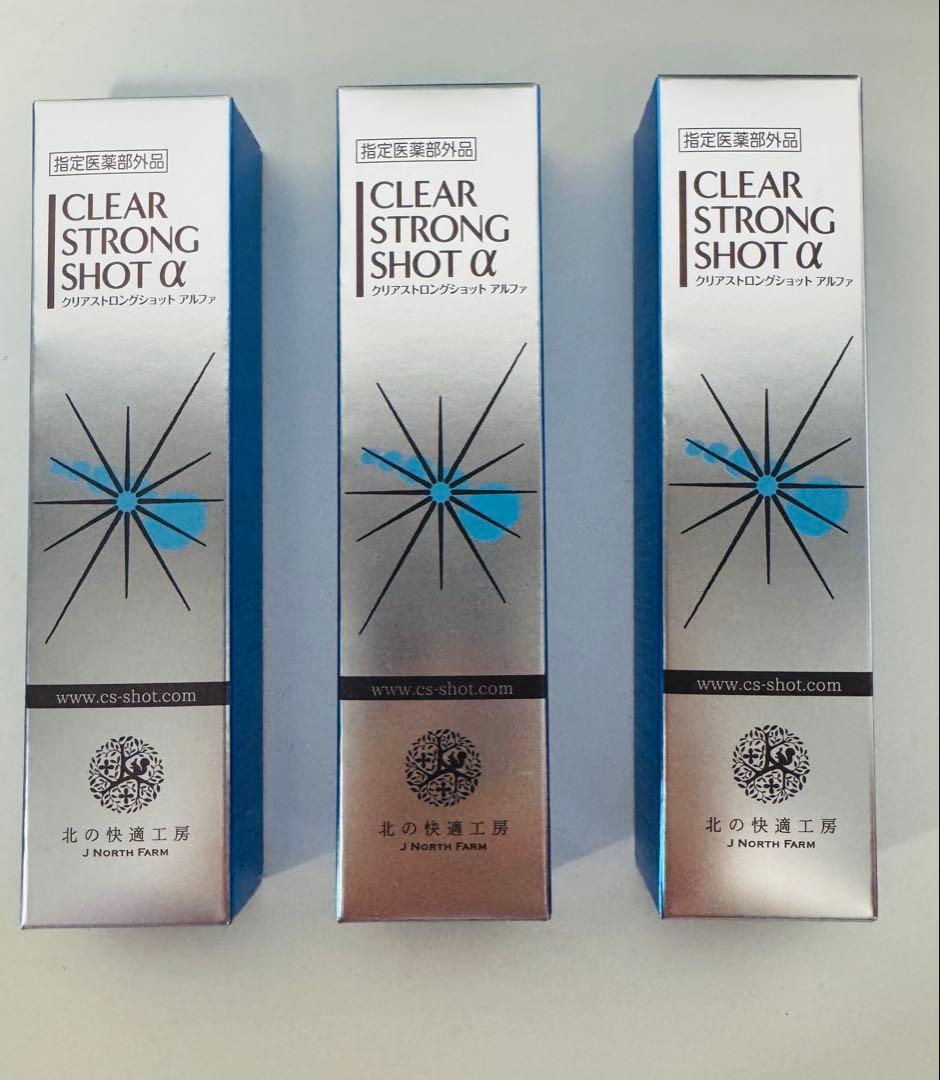 指定医薬部外品
CLEAR
STRONG
SHOT α
クリアストロングショット アルファ
www.cs-shot.com
北の快適工房
J NORTH FARM
指定医薬部外品
CLEAR
STRONG
SHOT α
クリアストロングショット アルファ
www.cs-shot.com
北の快適工房
J NORTH FARM
指定医薬部外品
CLEAR
STRONG
SHOT α
クリアストロングショット アルファ
www.cs-shot.com
北の快適工房
J NORTH FARM